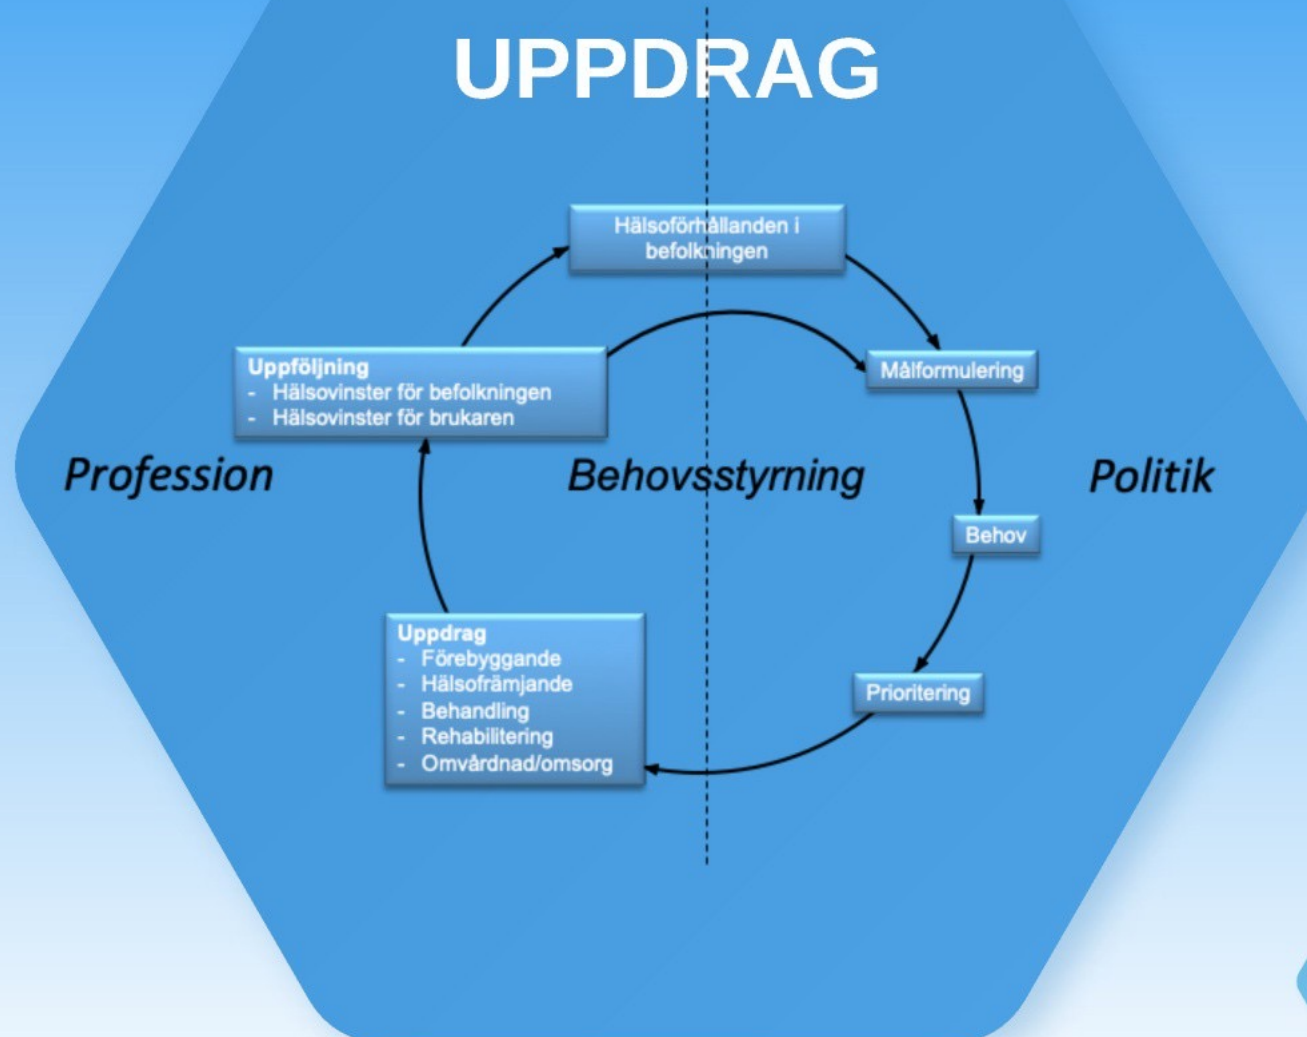 UPPDRAG
Hälsoförhållanden i
befolkningen
Uppföljning
- Hälsovinster för befolkningen
- Hälsovinster för brukaren
Målformulering
Profession
Behovsstyrning
Politik
Behov
Uppdrag
- Förebyggande
- Hälsofrämjande
- Behandling
- Rehabilitering
- Omvårdnad/omsorg
Prioritering